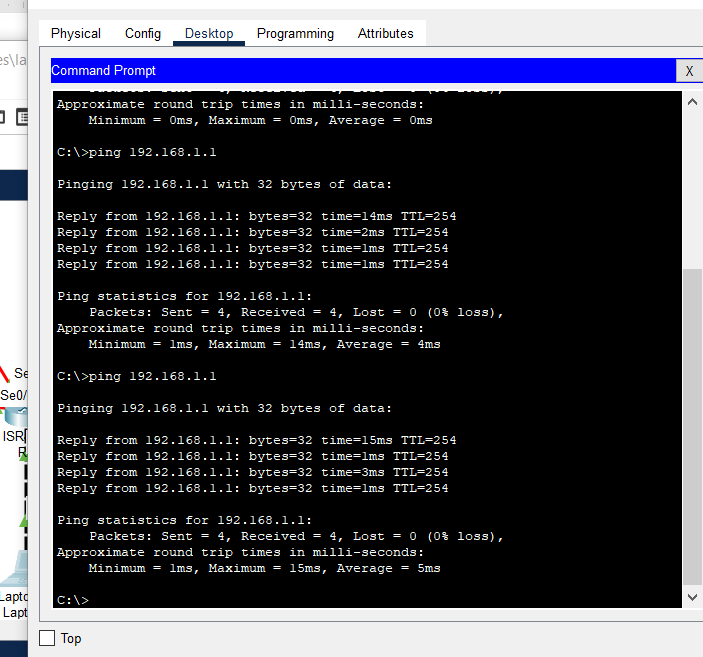 Physical Config Desktop Programming Attributes
Command Prompt X
Approximate round trip times in milli-seconds:
Minimum = 0ms, Maximum = 0ms, Average = 0ms
C:\>ping 192.168.1.1
Pinging 192.168.1.1 with 32 bytes of data:
Reply from 192.168.1.1: bytes=32 time=14ms TTL=254
Reply from 192.168.1.1: bytes=32 time=2ms TTL=254
Reply from 192.168.1.1: bytes=32 time=1ms TTL=254
Reply from 192.168.1.1: bytes=32 time=1ms TTL=254
Ping statistics for 192.168.1.1:
Packets: Sent = 4, Received = 4, Lost = 0 (0% loss),
Approximate round trip times in milli-seconds:
Minimum = 1ms, Maximum = 14ms, Average = 4ms
C:\>ping 192.168.1.1
Pinging 192.168.1.1 with 32 bytes of data:
Reply from 192.168.1.1: bytes=32 time=15ms TTL=254
Reply from 192.168.1.1: bytes=32 time=1ms TTL=254
Reply from 192.168.1.1: bytes=32 time=3ms TTL=254
Reply from 192.168.1.1: bytes=32 time=1ms TTL=254
Ping statistics for 192.168.1.1:
Packets: Sent = 4, Received = 4, Lost = 0 (0% loss),
Approximate round trip times in milli-seconds:
Minimum = 1ms, Maximum = 15ms, Average = 5ms
C:\>
Top
es\la
Se
Se0/
ISR
R
Lapto
Lapt